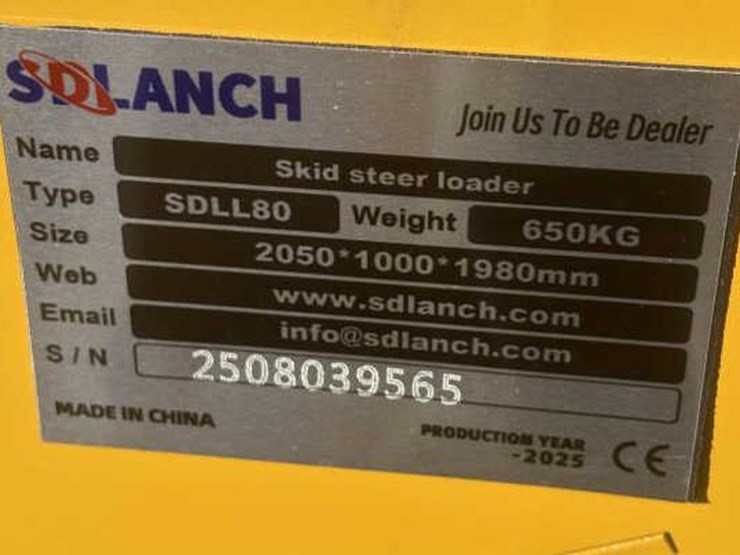 SDLANCH
Join Us To Be Dealer
Name Skid steer loader
Type SDLL80 Weight 650KG
Size 2050*1000*1980mm
Web www.sdlanch.com
Email info@sdlanch.com
S/N 2508039565
MADE IN CHINA
PRODUCTION YEAR
-2025
CE